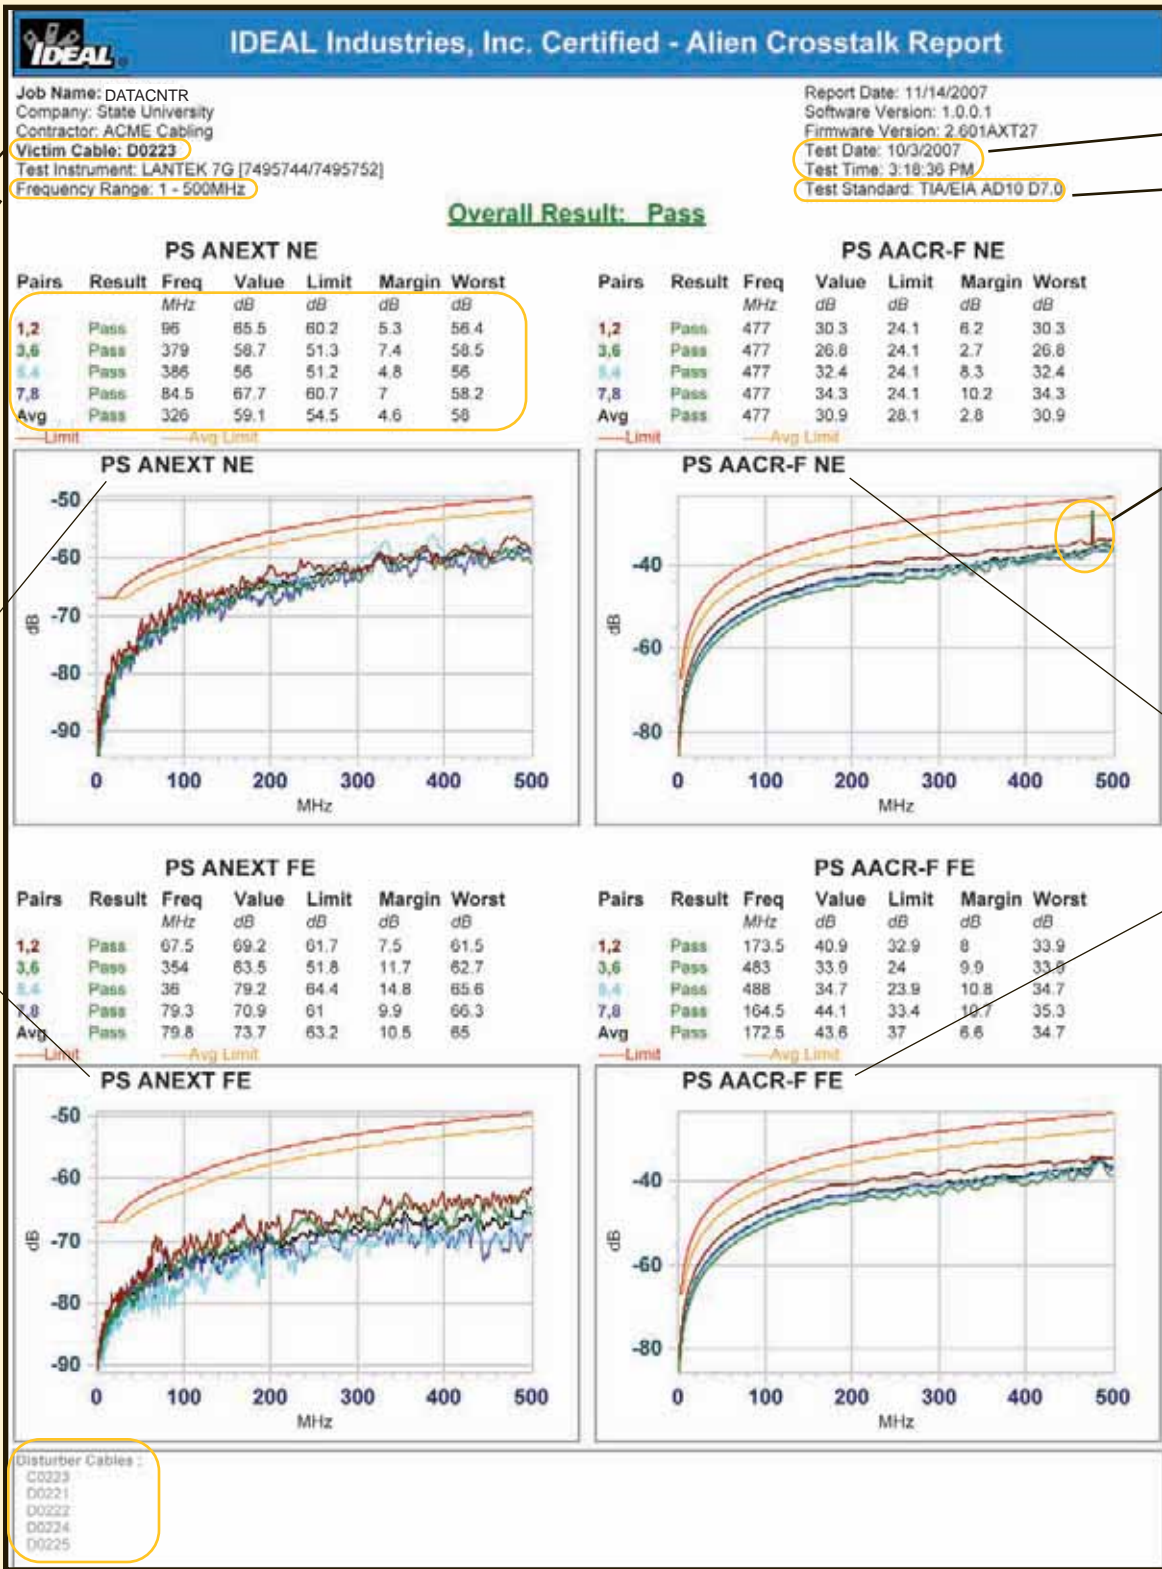 IDEAL
IDEAL Industries, Inc. Certified - Alien Crosstalk Report
Job Name: DATACNTR
Company: State University
Contractor: ACME Cabling
Victim Cable: D0223
Test Instrument: LANTEK 7G [7495744/7495752]
Frequency Range: 1 - 500MHz
Report Date: 11/14/2007
Software Version: 1.0.0.1
Firmware Version: 2.601AXT27
Test Date: 10/3/2007
Test Time: 3:18:36 PM
Test Standard: TIA/EIA AD10 D7.0
Overall Result: Pass
PS ANEXT NE
Pairs Result Freq Value Limit Margin Worst
MHz dB dB dB dB
1,2 Pass 96 65.5 60.2 5.3 56.4
3,6 Pass 379 58.7 51.3 7.4 58.5
5,4 Pass 386 56 51.2 4.8 56
7,8 Pass 84.5 67.7 60.7 7 58.2
Avg Pass 326 59.1 54.5 4.6 58
Limit Avg Limit
PS ANEXT NE
-50
-60
-70
-80
-90
dB
0 100 200 300 400 500
MHz
PS AACR-F NE
Pairs Result Freq Value Limit Margin Worst
MHz dB dB dB dB
1,2 Pass 477 30.3 24.1 6.2 30.3
3,6 Pass 477 26.8 24.1 2.7 26.8
5,4 Pass 477 32.4 24.1 8.3 32.4
7,8 Pass 477 34.3 24.1 10.2 34.3
Avg Pass 477 30.9 28.1 2.8 30.9
Limit Avg Limit
PS AACR-F NE
-40
-60
-80
dB
0 100 200 300 400 500
MHz
PS ANEXT FE
Pairs Result Freq Value Limit Margin Worst
MHz dB dB dB dB
1,2 Pass 67.5 69.2 61.7 7.5 61.5
3,6 Pass 354 63.5 51.8 11.7 62.7
5,4 Pass 36 79.2 64.4 14.8 65.6
7,8 Pass 79.3 70.9 61 9.9 66.3
Avg Pass 79.8 73.7 63.2 10.5 65
Limit Avg Limit
PS ANEXT FE
-50
-60
-70
-80
-90
dB
0 100 200 300 400 500
MHz
PS AACR-F FE
Pairs Result Freq Value Limit Margin Worst
MHz dB dB dB dB
1,2 Pass 173.5 40.9 32.9 8 33.9
3,6 Pass 483 33.9 24 9.9 33.9
5,4 Pass 488 34.7 23.9 10.8 34.7
7,8 Pass 164.5 44.1 33.4 10.7 35.3
Avg Pass 172.5 43.6 37 6.6 34.7
Limit Avg Limit
PS AACR-F FE
-40
-60
-80
dB
0 100 200 300 400 500
MHz
Disturber Cables :
C0223
D0221
D0222
D0224
D0225